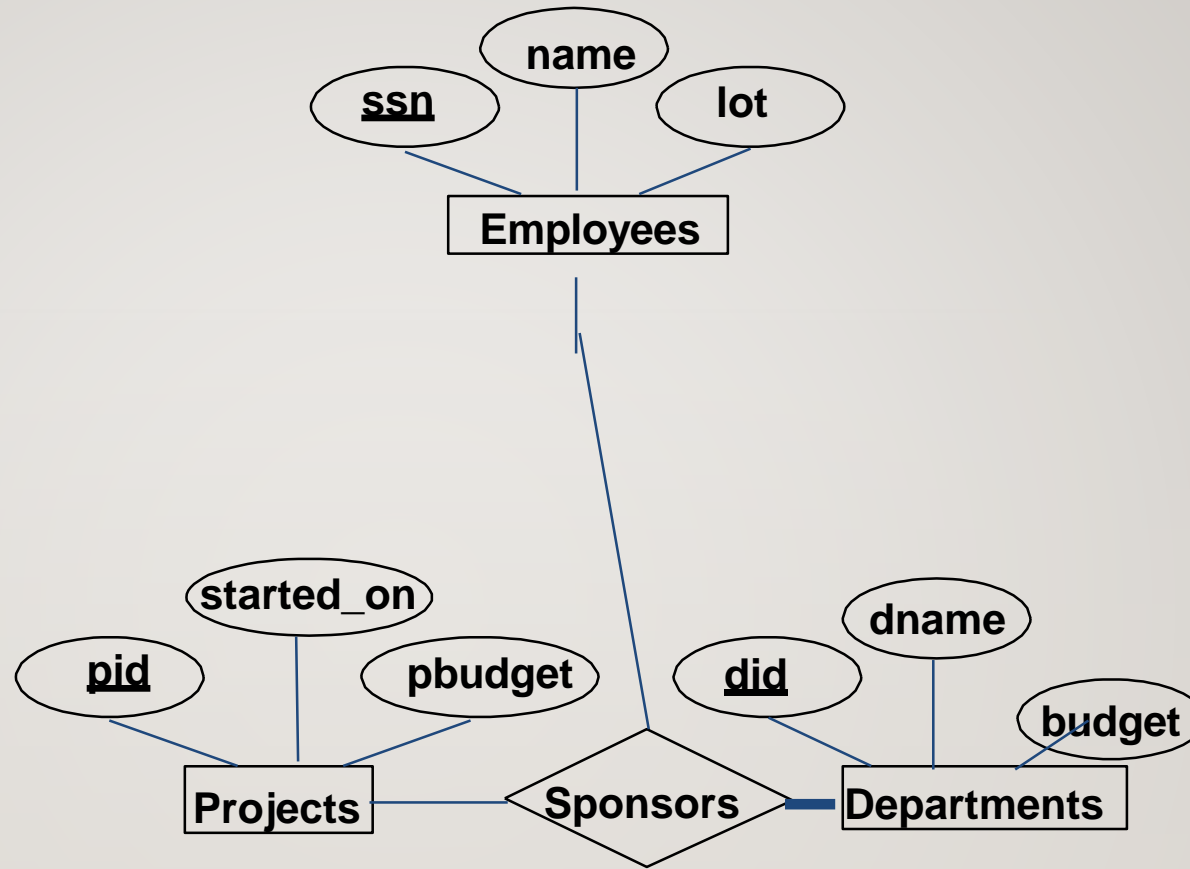 name
ssn
lot
Employees
started_on
dname
pid
pbudget
did
budget
Projects
Sponsors
Departments